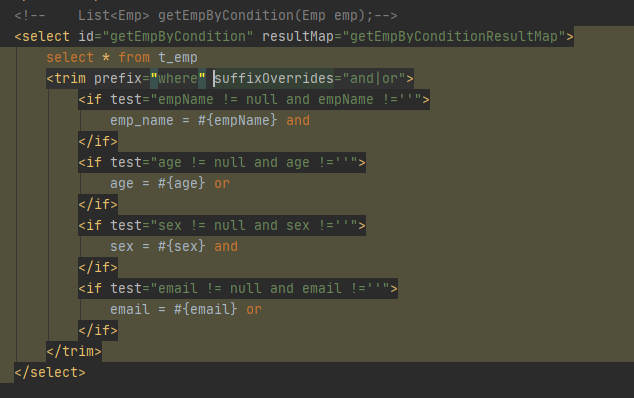 <!--    List<Emp> getEmpByCondition(Emp emp);-->
<select id="getEmpByCondition" resultMap="getEmpByConditionResultMap">
    select * from t_emp
    <trim prefix="where" suffixOverrides="and|or">
        <if test="empName != null and empName !=''">
            emp_name = #{empName} and
        </if>
        <if test="age != null and age !=''">
            age = #{age} or
        </if>
        <if test="sex != null and sex !=''">
            sex = #{sex} and
        </if>
        <if test="email != null and email !=''">
            email = #{email} or
        </if>
    </trim>
</select>